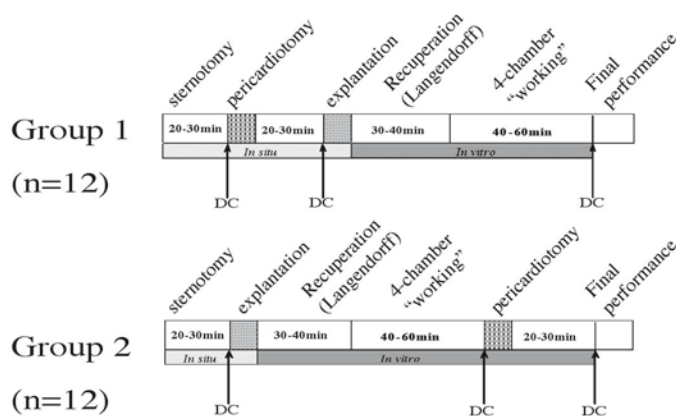 sternotomy
pericardiotomy
explantation
Recuperation
(Langendorff)
4-chamber
“working”
Final
performance
Group 1
20-30min
20-30min
30-40min
40-60min
In situ
In vitro
(n=12)
DC
DC
DC
sternotomy
explantation
Recuperation
(Langendorff)
4-chamber
“working”
pericardiotomy
Final
performance
Group 2
20-30min
30-40min
40-60min
20-30min
In situ
In vitro
(n=12)
DC
DC
DC